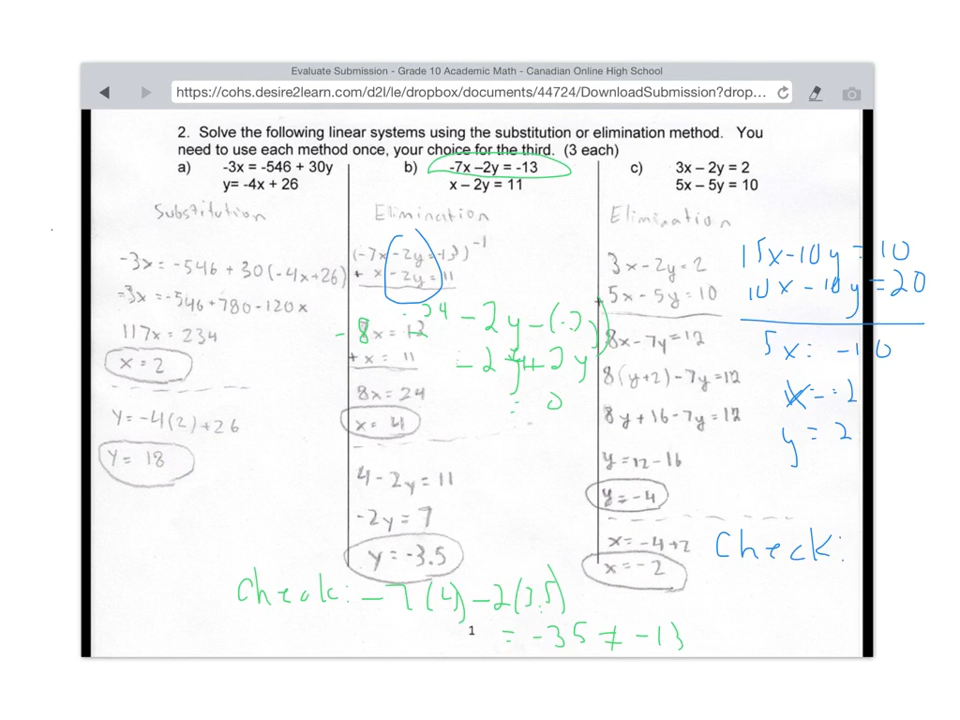 Evaluate Submission - Grade 10 Academic Math - Canadian Online High School
https://cohs.desire2learn.com/d2l/le/dropbox/documents/44724/DownloadSubmission?drop...
2. Solve the following linear systems using the substitution or elimination method. You
need to use each method once, your choice for the third. (3 each)
a) -3x = -546 + 30y
y= -4x + 26
Substitution
-3x = -546 + 30(-4x+26)
-3x = -546+780-120x
117x = 234
x = 2
y = -4(2)+26
y = 18
b) -7x –2y = -13
x – 2y = 11
Elimination
(-7x -2y = -13)^-1
+ x -2y = 11
- 8x = 12
+ x = 11
8x = 24
x = 4
4 - 2y = 11
-2y = 7
y = -3.5
-24 - 2y - (-2y)
- 2y + 2y
= 0
Check: -7(4) - 2(3.5)
= -35 ≠ -13
c) 3x – 2y = 2
5x – 5y = 10
Elimination
3x - 2y = 2
+5x - 5y = 10
8x - 7y = 12
8(y+2) - 7y = 12
8y + 16 - 7y = 12
y = 12 - 16
y = -4
x = -4+2
x = -2
15x - 10y = 10
10x - 10y = 20
5x = -10
x = -2
y = 2
Check:
1